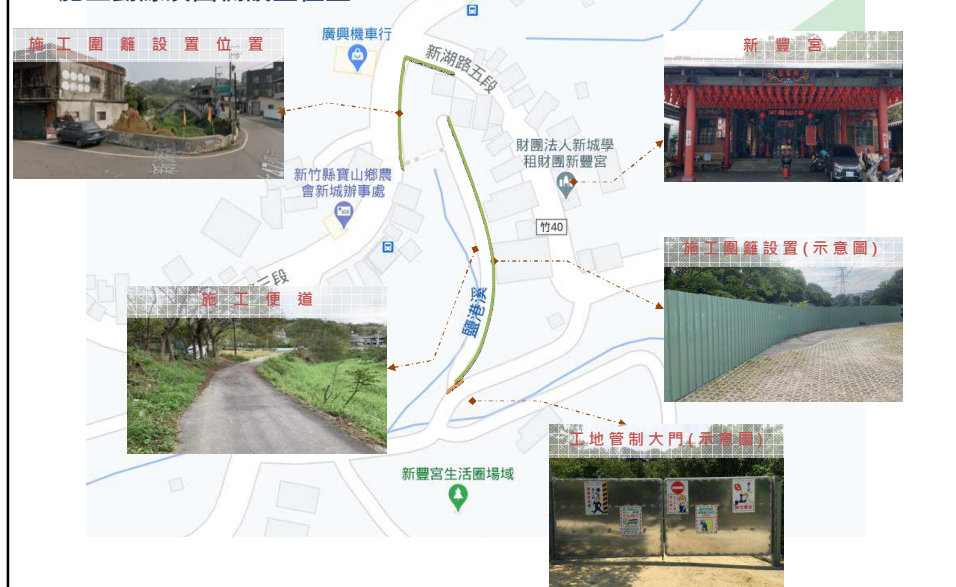 施工圍籬設置位置
廣興機車行
新湖路五段
新豐宮
財團法人新城學
租財團新豐宮
新竹縣寶山鄉農
會新城辦事處
竹40
三段
施工圍籬設置(示意圖)
施工便道
鹽港溪
工地管制大門(示意圖)
新豐宮生活圈場域